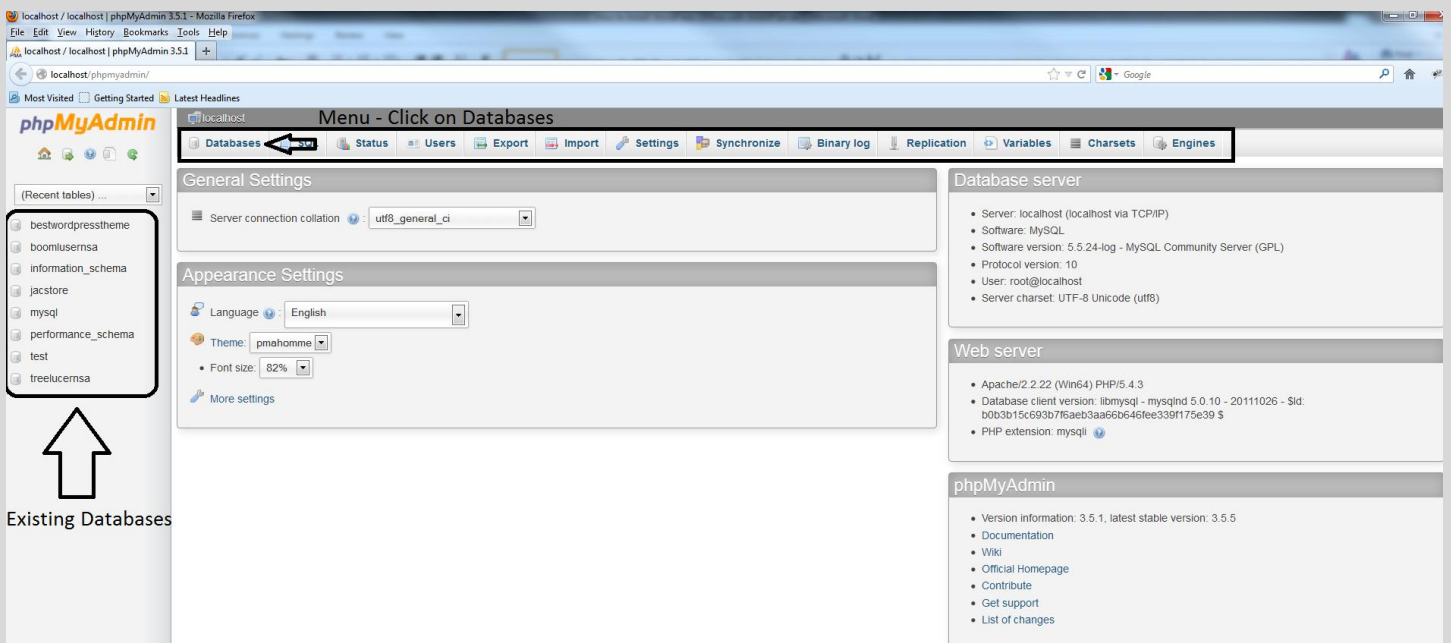 localhost / localhost | phpMyAdmin 3.5.1 - Mozilla Firefox
File Edit View History Bookmarks Tools Help
localhost / localhost | phpMyAdmin 3.5.1 +
localhost/phpmyadmin/
Google
Most Visited Getting Started Latest Headlines
phpMyAdmin
(Recent tables) ...
bestwordpresstheme
boomlusernsa
information_schema
jacstore
mysql
performance_schema
test
treelucernsa
Existing Databases
localhost
Menu - Click on Databases
Databases SQL Status Users Export Import Settings Synchronize Binary log Replication Variables Charsets Engines
General Settings
Server connection collation : utf8_general_ci
Appearance Settings
Language : English
Theme: pmahomme
• Font size: 82%
More settings
Database server
• Server: localhost (localhost via TCP/IP)
• Software: MySQL
• Software version: 5.5.24-log - MySQL Community Server (GPL)
• Protocol version: 10
• User: root@localhost
• Server charset: UTF-8 Unicode (utf8)
Web server
• Apache/2.2.22 (Win64) PHP/5.4.3
• Database client version: libmysql - mysqlnd 5.0.10 - 20111026 - $Id:
b0b3b15c693b7f6aeb3aa66b646fee339f175e39 $
• PHP extension: mysqli
phpMyAdmin
• Version information: 3.5.1, latest stable version: 3.5.5
• Documentation
• Wiki
• Official Homepage
• Contribute
• Get support
• List of changes